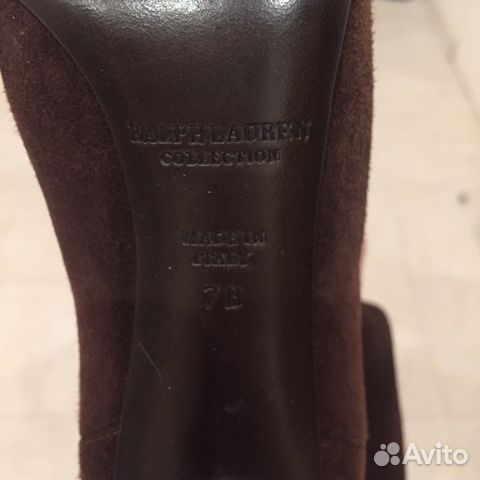 RALPH LAUREN
COLLECTION
MADE IN
ITALY
7B
Avito